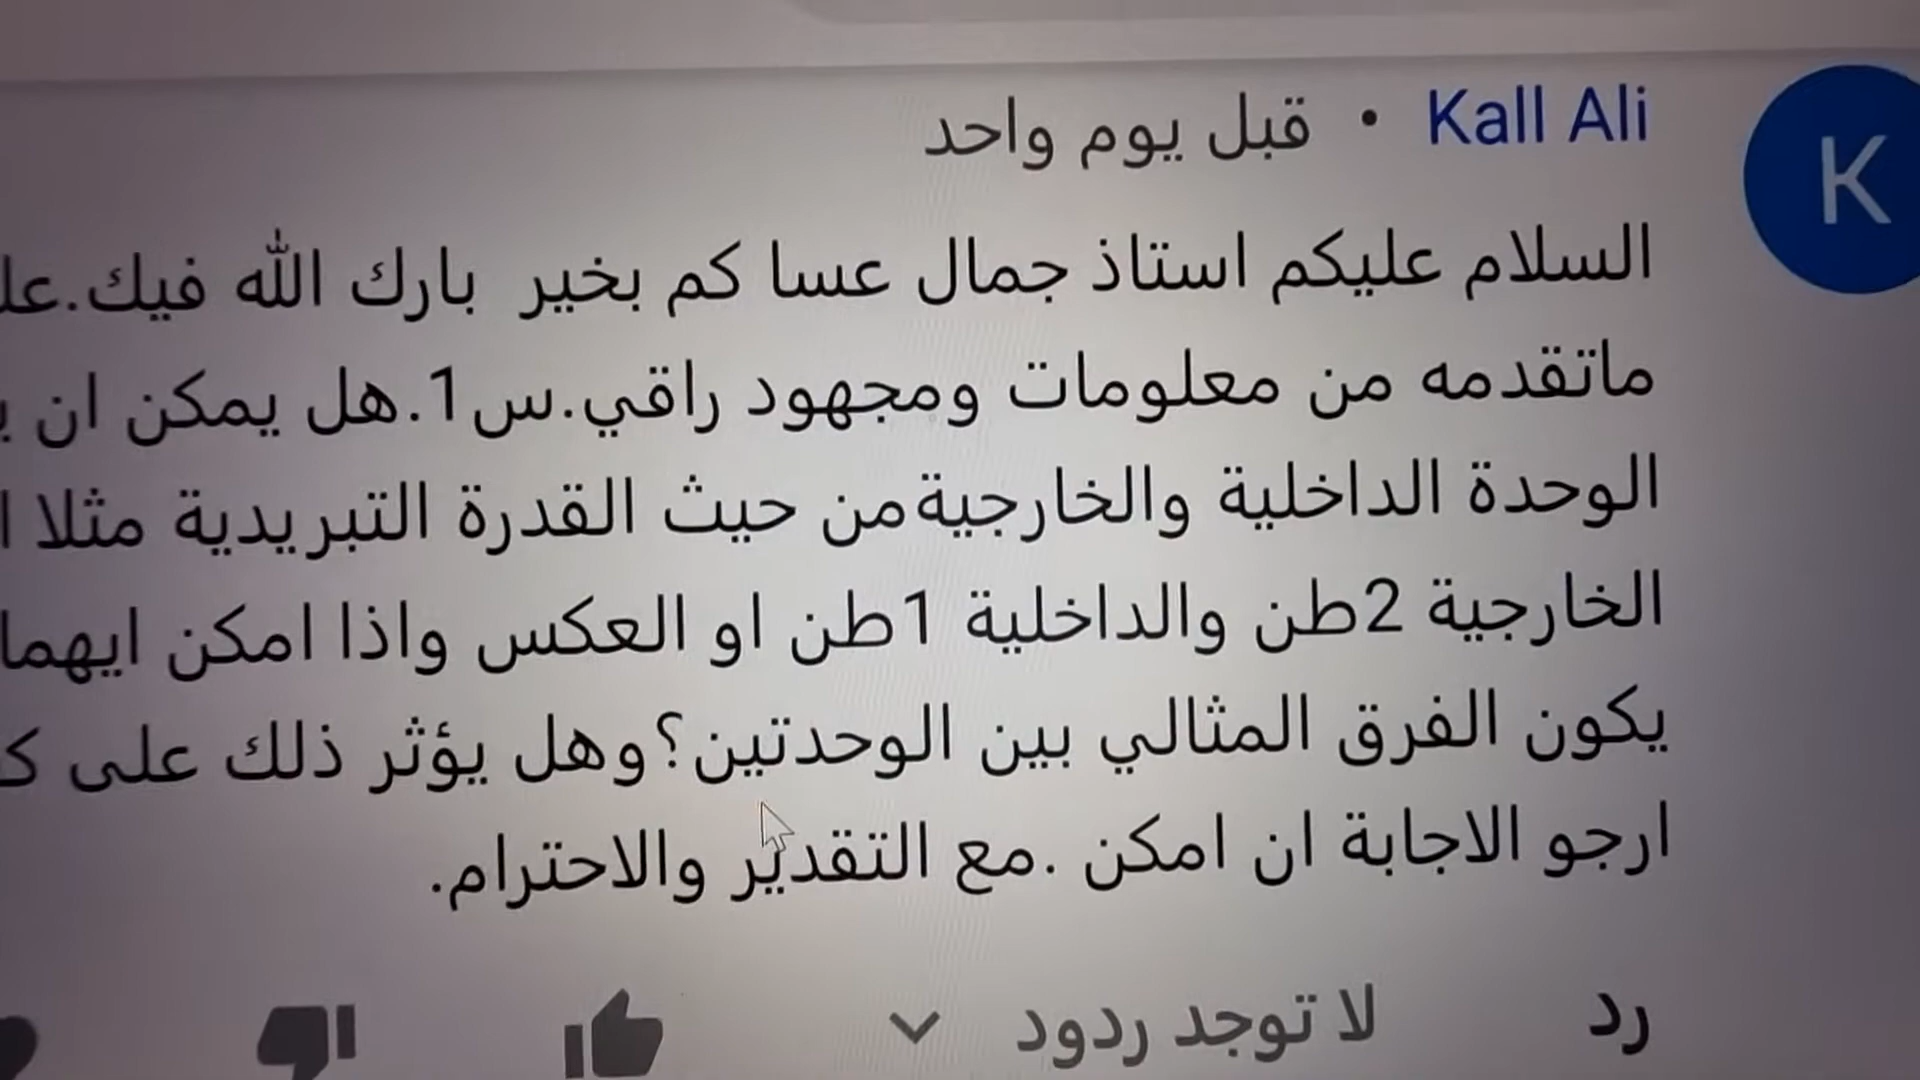 Kall Ali • قبل يوم واحد
K
السلام عليكم استاذ جمال عسا كم بخير بارك الله فيك.
ماتقدمه من معلومات ومجهود راقي.س1.هل يمكن ان
الوحدة الداخلية والخارجيةمن حيث القدرة التبريدية مثلا
الخارجية 2طن والداخلية 1طن او العكس واذا امكن ايهما
يكون الفرق المثالي بين الوحدتين؟وهل يؤثر ذلك على
ارجو الاجابة ان امكن .مع التقدير والاحترام.
رد لا توجد ردود